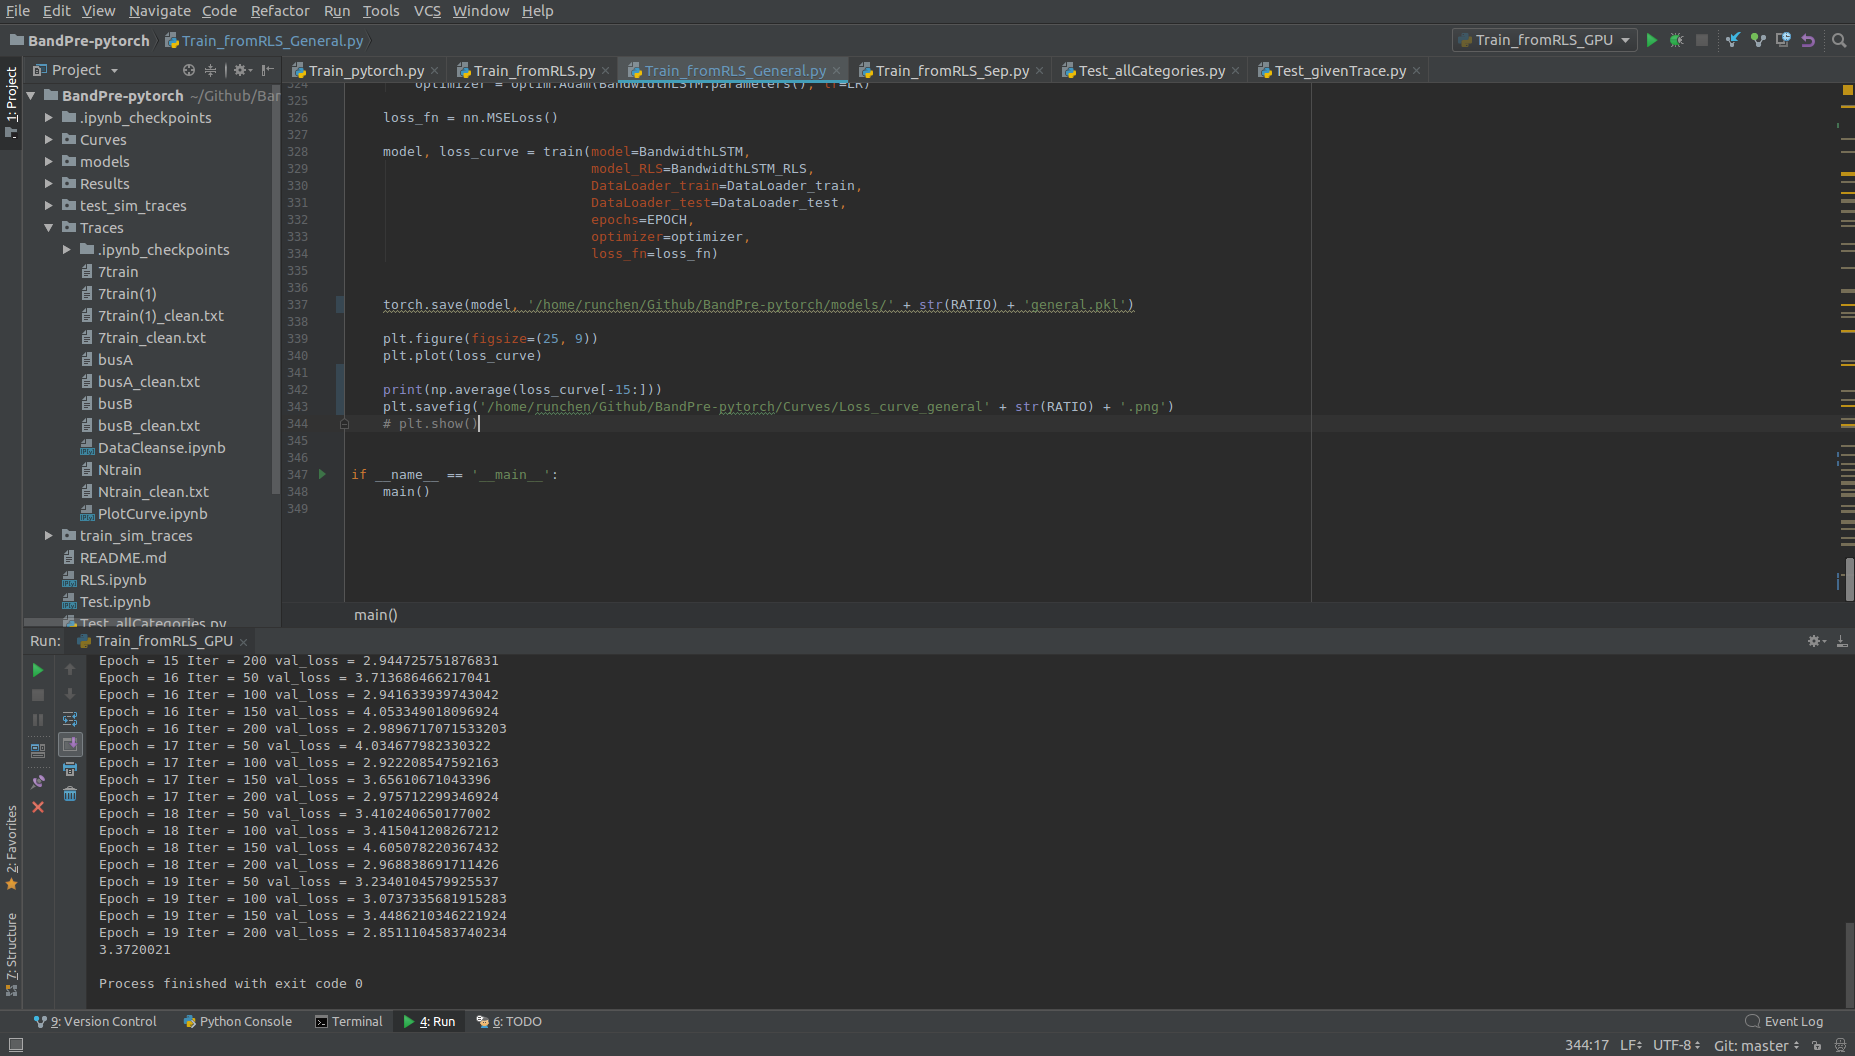 File Edit View Navigate Code Refactor Run Tools VCS Window Help
BandPre-pytorch Train_fromRLS_General.py
Train_fromRLS_GPU
Project
Train_pytorch.py Train_fromRLS.py Train_fromRLS_General.py Train_fromRLS_Sep.py Test_allCategories.py Test_givenTrace.py
1: Project
BandPre-pytorch ~/Github/Bar
.ipynb_checkpoints
Curves
models
Results
test_sim_traces
Traces
.ipynb_checkpoints
7train
7train(1)
7train(1)_clean.txt
7train_clean.txt
busA
busA_clean.txt
busB
busB_clean.txt
DataCleanse.ipynb
Ntrain
Ntrain_clean.txt
PlotCurve.ipynb
train_sim_traces
README.md
RLS.ipynb
Test.ipynb
Test_allCategories.py
324 optimizer = optim.Adam(BandwidthLSTM.parameters(), lr=LR)
325
326 loss_fn = nn.MSELoss()
327
328 model, loss_curve = train(model=BandwidthLSTM,
329 model_RLS=BandwidthLSTM_RLS,
330 DataLoader_train=DataLoader_train,
331 DataLoader_test=DataLoader_test,
332 epochs=EPOCH,
333 optimizer=optimizer,
334 loss_fn=loss_fn)
335
336
337 torch.save(model, '/home/runchen/Github/BandPre-pytorch/models/' + str(RATIO) + 'general.pkl')
338
339 plt.figure(figsize=(25, 9))
340 plt.plot(loss_curve)
341
342 print(np.average(loss_curve[-15:]))
343 plt.savefig('/home/runchen/Github/BandPre-pytorch/Curves/Loss_curve_general' + str(RATIO) + '.png')
344 # plt.show()
345
346
347 if __name__ == '__main__':
348 main()
349
main()
Run: Train_fromRLS_GPU
Epoch = 15 Iter = 200 val_loss = 2.944725751876831
Epoch = 16 Iter = 50 val_loss = 3.713686466217041
Epoch = 16 Iter = 100 val_loss = 2.941633939743042
Epoch = 16 Iter = 150 val_loss = 4.053349018096924
Epoch = 16 Iter = 200 val_loss = 2.9896717071533203
Epoch = 17 Iter = 50 val_loss = 4.034677982330322
Epoch = 17 Iter = 100 val_loss = 2.922208547592163
Epoch = 17 Iter = 150 val_loss = 3.65610671043396
Epoch = 17 Iter = 200 val_loss = 2.975712299346924
Epoch = 18 Iter = 50 val_loss = 3.410240650177002
Epoch = 18 Iter = 100 val_loss = 3.415041208267212
Epoch = 18 Iter = 150 val_loss = 4.605078220367432
Epoch = 18 Iter = 200 val_loss = 2.968838691711426
Epoch = 19 Iter = 50 val_loss = 3.2340104579925537
Epoch = 19 Iter = 100 val_loss = 3.0737335681915283
Epoch = 19 Iter = 150 val_loss = 3.4486210346221924
Epoch = 19 Iter = 200 val_loss = 2.8511104583740234
3.3720021
Process finished with exit code 0
2: Favorites
7: Structure
9: Version Control Python Console Terminal 4: Run 6: TODO Event Log
344:17 LF UTF-8 Git: master